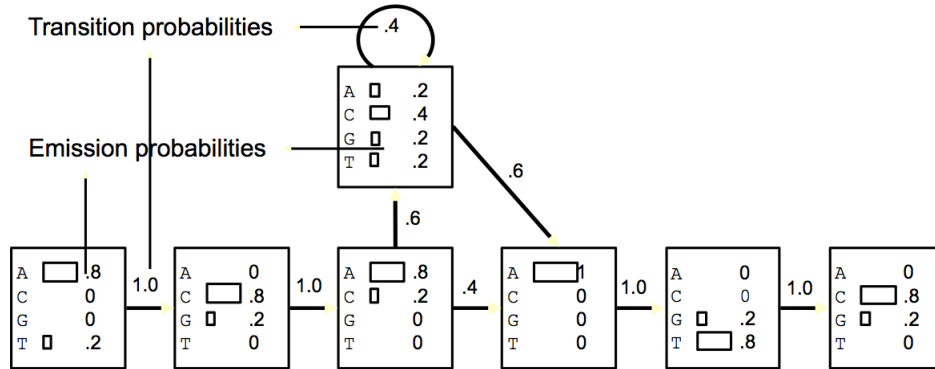 Transition probabilities
.4
A .2
C .4
G .2
T .2
Emission probabilities
.6
.6
A .8
C 0
G 0
T .2
1.0
A 0
C .8
G .2
T 0
1.0
A .8
C .2
G 0
T 0
.4
A 1
C 0
G 0
T 0
1.0
A 0
C 0
G .2
T .8
1.0
A 0
C .8
G .2
T 0